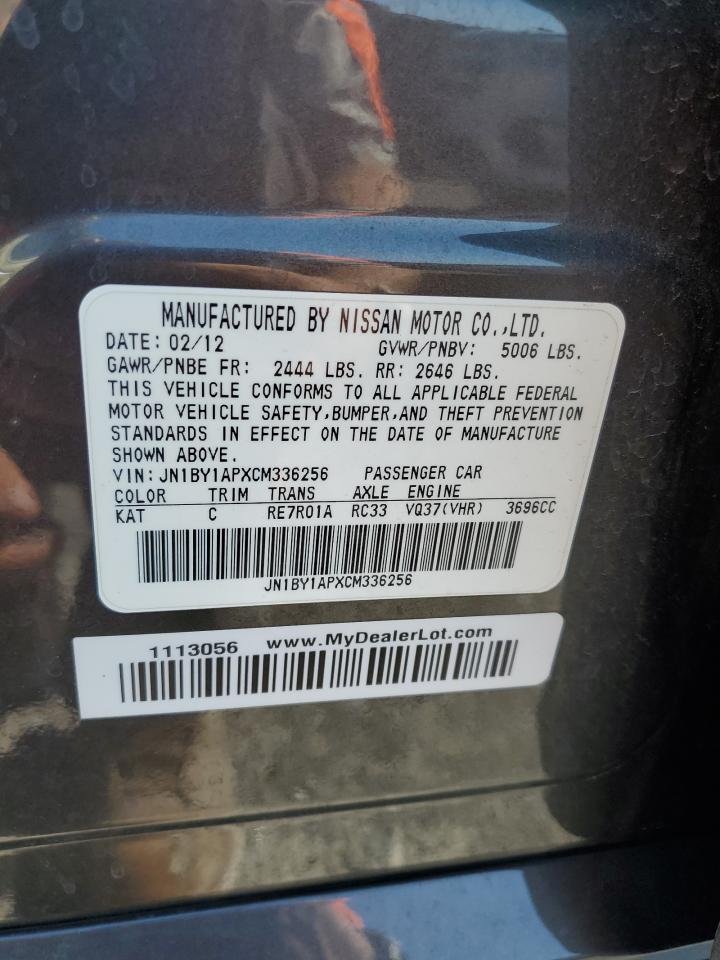 MANUFACTURED BY NISSAN MOTOR CO.,LTD.
DATE: 02/12 GVWR/PNBV: 5006 LBS.
GAWR/PNBE FR: 2444 LBS. RR: 2646 LBS.
THIS VEHICLE CONFORMS TO ALL APPLICABLE FEDERAL
MOTOR VEHICLE SAFETY,BUMPER,AND THEFT PREVENTION
STANDARDS IN EFFECT ON THE DATE OF MANUFACTURE
SHOWN ABOVE.
VIN:JN1BY1APXCM336256 PASSENGER CAR
COLOR TRIM TRANS AXLE ENGINE
KAT C RE7R01A RC33 VQ37(VHR) 3696CC
JN1BY1APXCM336256
1113056 www.MyDealerLot.com